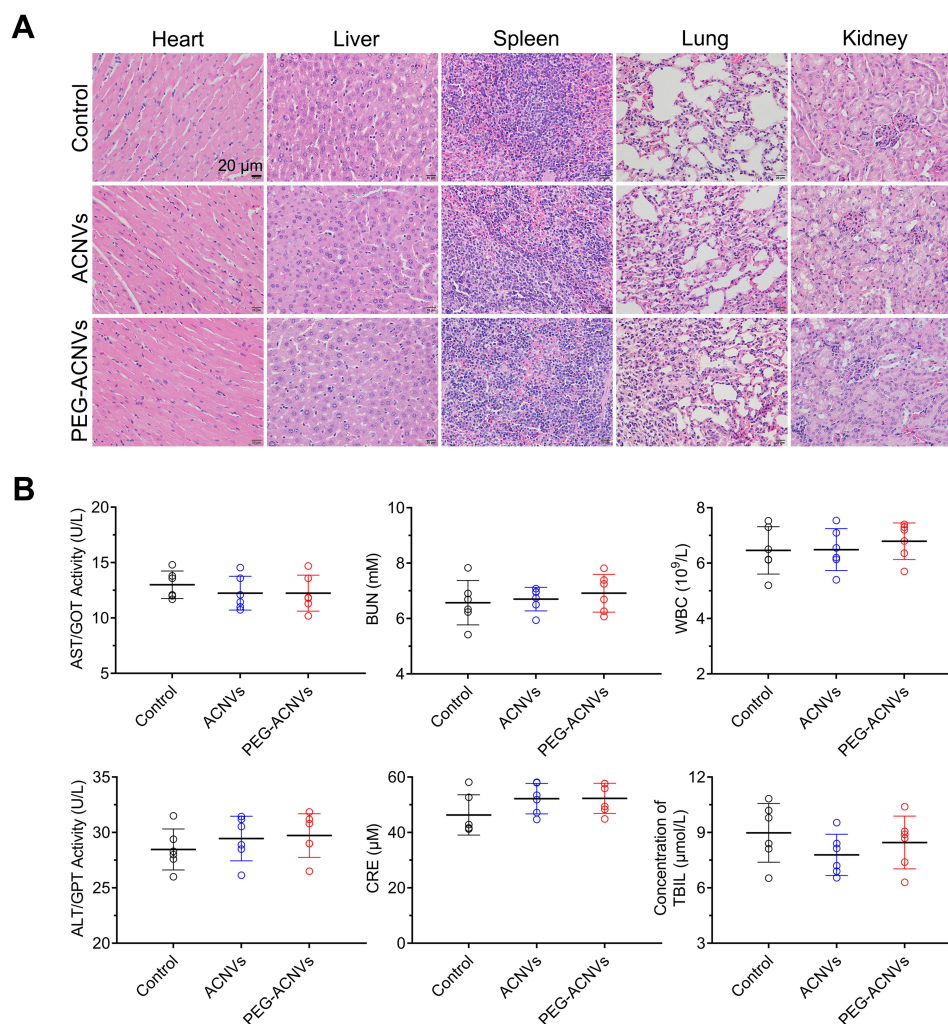 A
Heart Liver Spleen Lung Kidney
Control
20 µm
ACNVs
PEG-ACNVs
B
AST/GOT Activity (U/L)
20
15
10
5
Control ACNVs PEG-ACNVs
BUN (mM)
10
8
6
4
Control ACNVs PEG-ACNVs
WBC (10⁹/L)
8
6
4
2
Control ACNVs PEG-ACNVs
ALT/GPT Activity (U/L)
35
30
25
20
Control ACNVs PEG-ACNVs
CRE (µM)
60
40
20
0
Control ACNVs PEG-ACNVs
Concentration of
TBIL (µmol/L)
12
9
6
3
Control ACNVs PEG-ACNVs